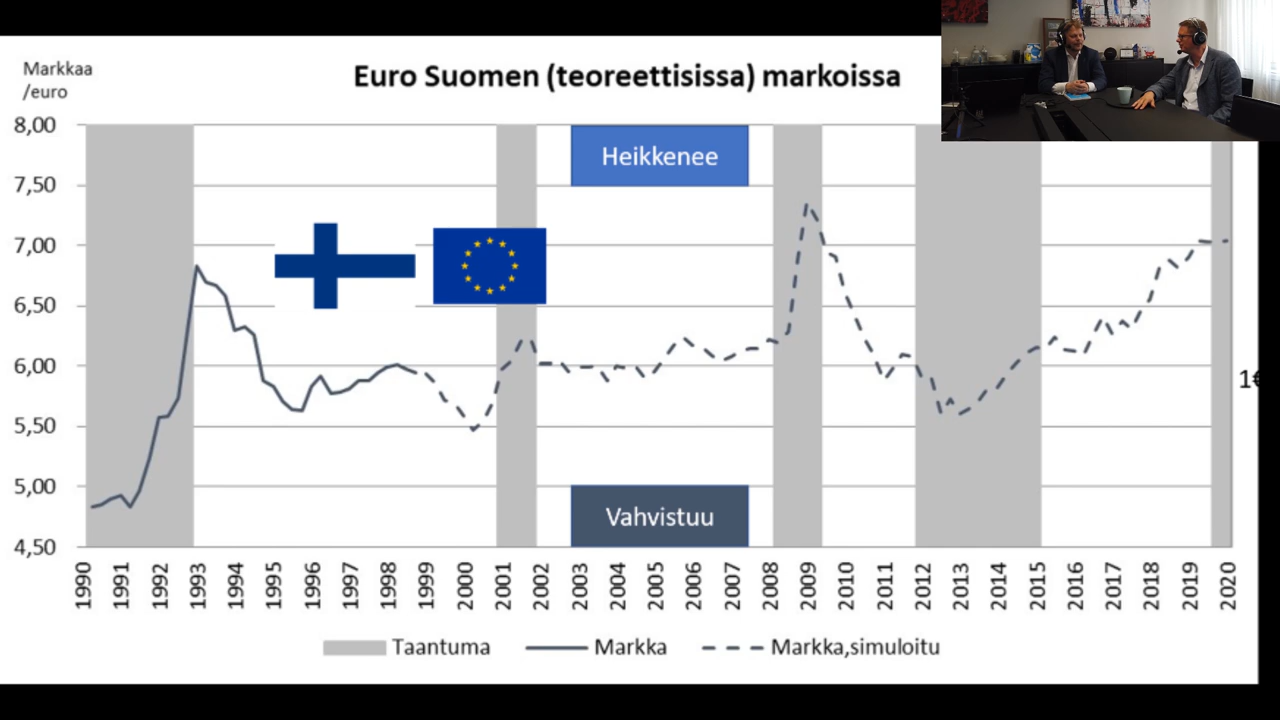 Markkaa
/euro
Euro Suomen (teoreettisissa) markoissa
8,00
7,50
7,00
6,50
6,00
5,50
5,00
4,50
Heikkenee
Vahvistuu
1€
1990 1991 1992 1993 1994 1995 1996 1997 1998 1999 2000 2001 2002 2003 2004 2005 2006 2007 2008 2009 2010 2011 2012 2013 2014 2015 2016 2017 2018 2019 2020
Taantuma Markka Markka,simuloitu